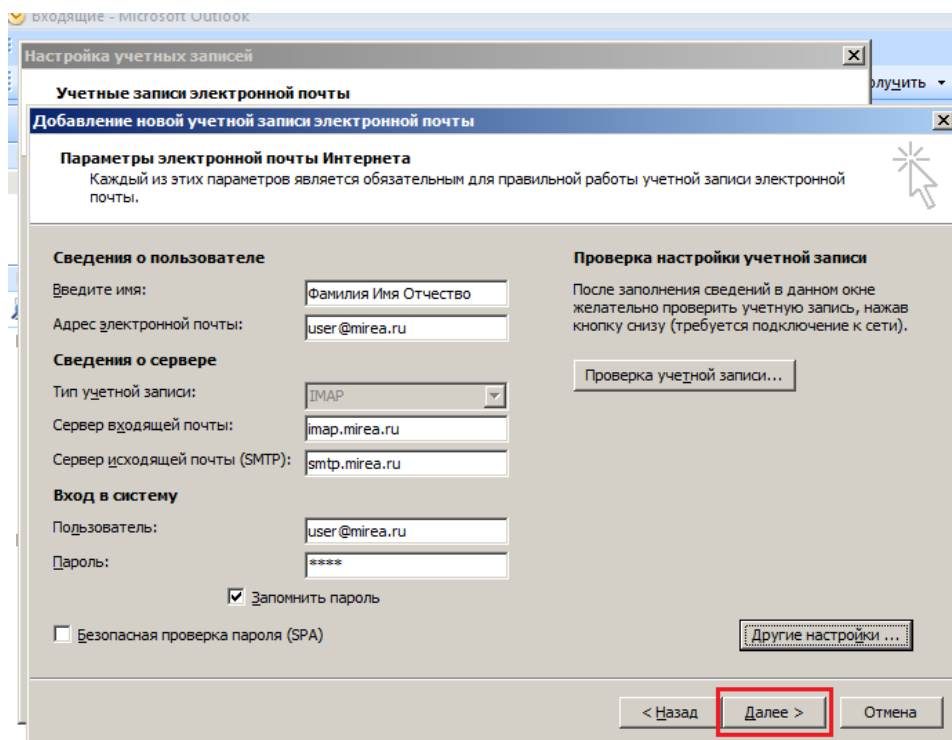 Входящие - Microsoft Outlook
Настройка учетных записей
Учетные записи электронной почты
олучить
Добавление новой учетной записи электронной почты
Параметры электронной почты Интернета
Каждый из этих параметров является обязательным для правильной работы учетной записи электронной
почты.
Сведения о пользователе
Введите имя:
Фамилия Имя Отчество
Адрес электронной почты:
user@mirea.ru
Сведения о сервере
Тип учетной записи:
IMAP
Сервер входящей почты:
imap.mirea.ru
Сервер исходящей почты (SMTP):
smtp.mirea.ru
Вход в систему
Пользователь:
user@mirea.ru
Пароль:
****
Запомнить пароль
Безопасная проверка пароля (SPA)
Проверка настройки учетной записи
После заполнения сведений в данном окне
желательно проверить учетную запись, нажав
кнопку снизу (требуется подключение к сети).
Проверка учетной записи...
Другие настройки ...
< Назад
Далее >
Отмена